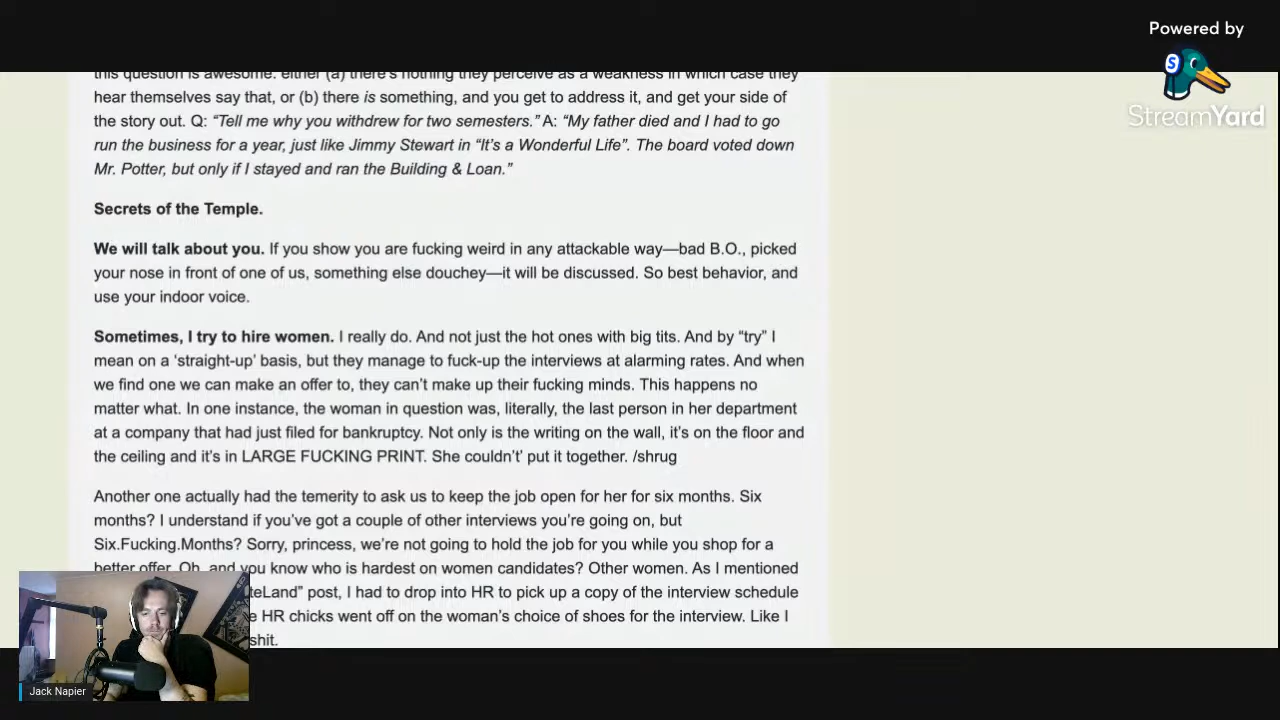 Powered by
StreamYard
this question is awesome: either (a) there's nothing they perceive as a weakness in which case they
hear themselves say that, or (b) there is something, and you get to address it, and get your side of
the story out. Q: “Tell me why you withdrew for two semesters.” A: “My father died and I had to go
run the business for a year, just like Jimmy Stewart in “It’s a Wonderful Life”. The board voted down
Mr. Potter, but only if I stayed and ran the Building & Loan.”
Secrets of the Temple.
We will talk about you. If you show you are fucking weird in any attackable way—bad B.O., picked
your nose in front of one of us, something else douchey—it will be discussed. So best behavior, and
use your indoor voice.
Sometimes, I try to hire women. I really do. And not just the hot ones with big tits. And by “try” I
mean on a ‘straight-up’ basis, but they manage to fuck-up the interviews at alarming rates. And when
we find one we can make an offer to, they can’t make up their fucking minds. This happens no
matter what. In one instance, the woman in question was, literally, the last person in her department
at a company that had just filed for bankruptcy. Not only is the writing on the wall, it’s on the floor and
the ceiling and it’s in LARGE FUCKING PRINT. She couldn’t’ put it together. /shrug
Another one actually had the temerity to ask us to keep the job open for her for six months. Six
months? I understand if you’ve got a couple of other interviews you’re going on, but
Six.Fucking.Months? Sorry, princess, we’re not going to hold the job for you while you shop for a
better offer. Oh, and you know who is hardest on women candidates? Other women. As I mentioned
teLand” post, I had to drop into HR to pick up a copy of the interview schedule
e HR chicks went off on the woman’s choice of shoes for the interview. Like I
shit.
Jack Napier